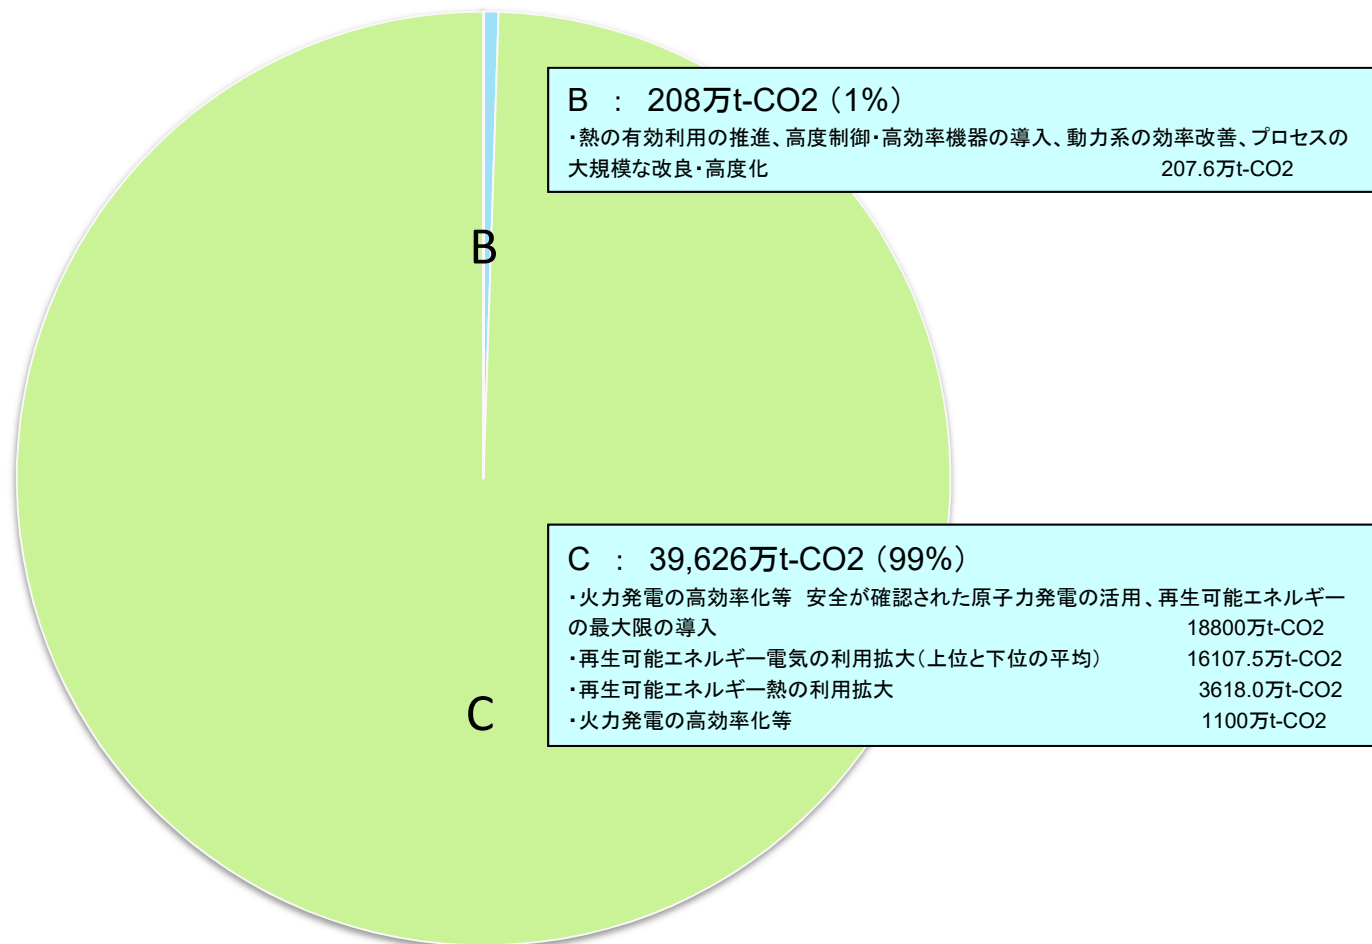 B : 208万t-CO2(1%)
・熱の有効利用の推進、高度制御・高効率機器の導入、動力系の効率改善、プロセスの
大規模な改良・高度化 207.6万t-CO2
B
C : 39,626万t-CO2(99%)
・火力発電の高効率化等 安全が確認された原子力発電の活用、再生可能エネルギー
の最大限の導入 18800万t-CO2
・再生可能エネルギー電気の利用拡大(上位と下位の平均) 16107.5万t-CO2
・再生可能エネルギー熱の利用拡大 3618.0万t-CO2
・火力発電の高効率化等 1100万t-CO2
C